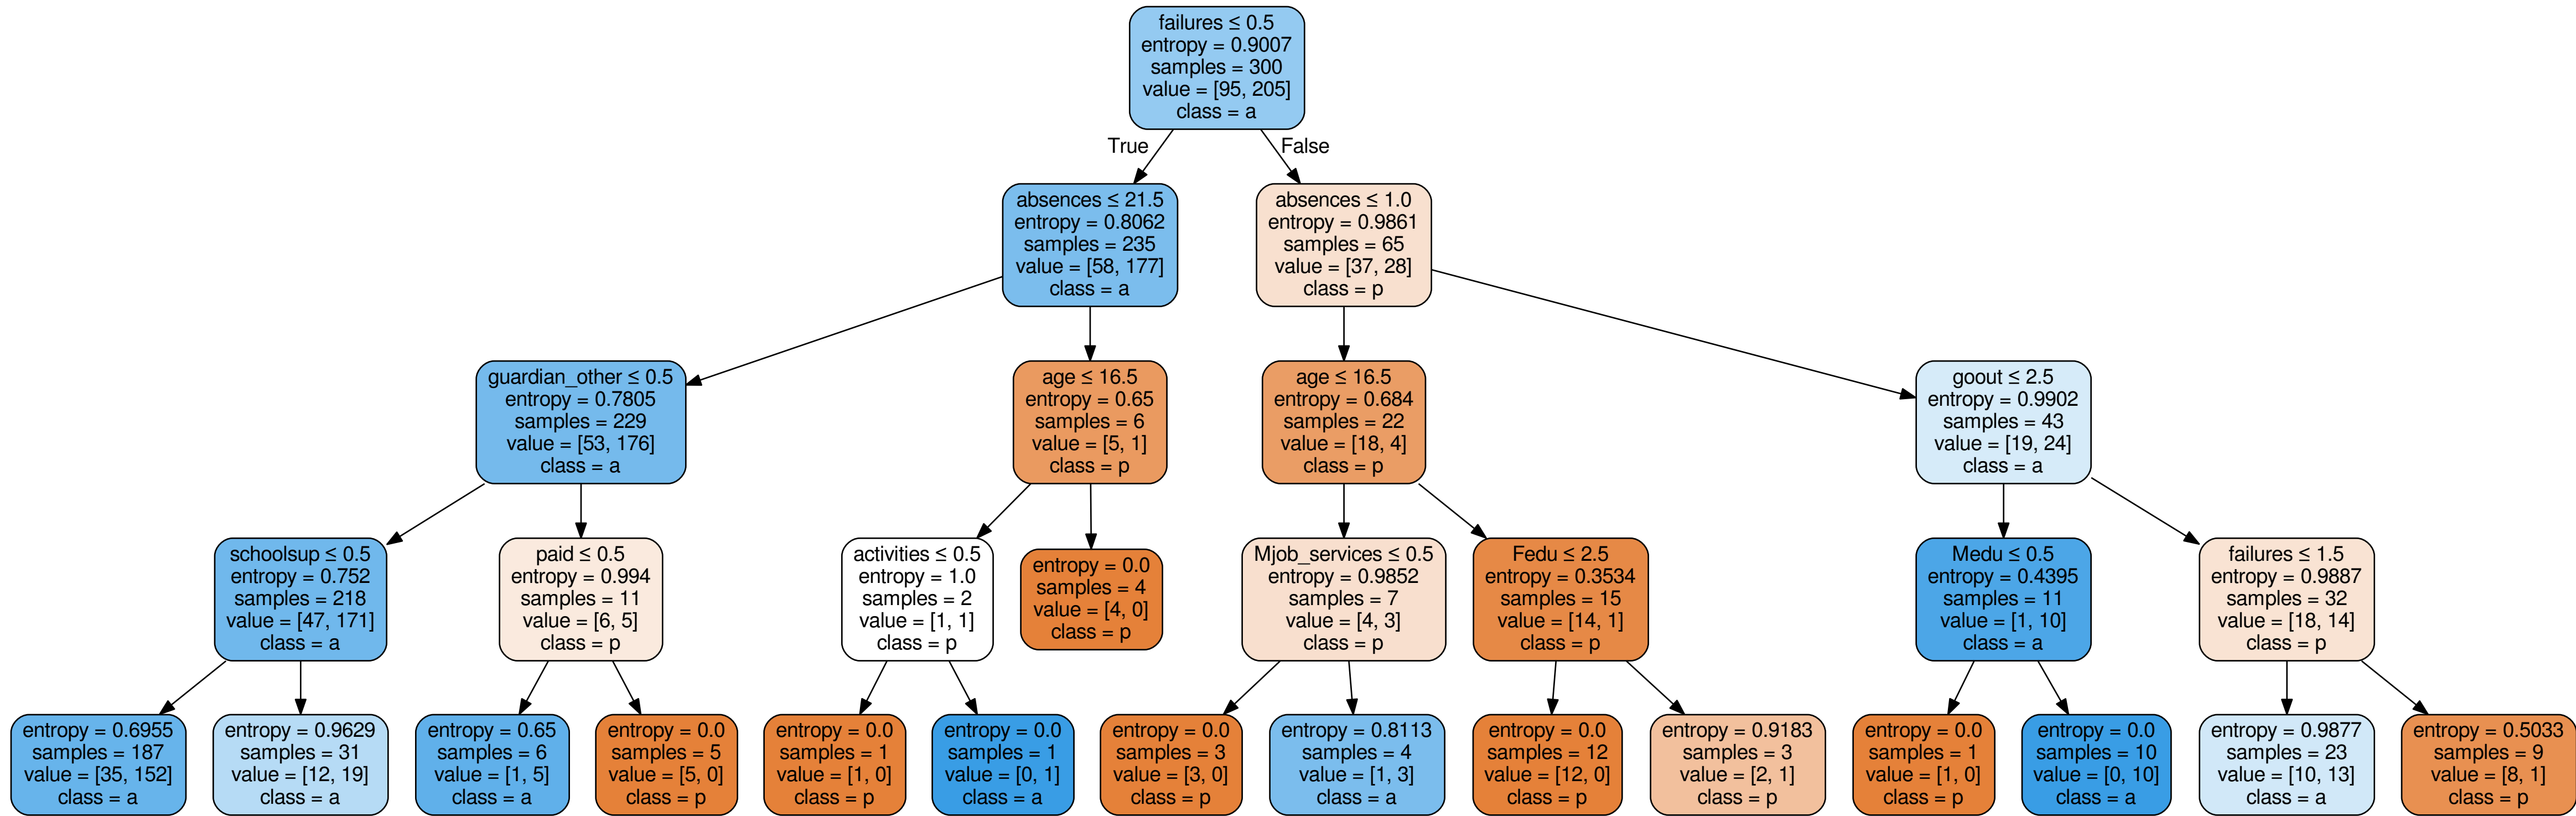 failures ≤ 0.5
entropy = 0.9007
samples = 300
value = [95, 205]
class = a
True
False
absences ≤ 21.5
entropy = 0.8062
samples = 235
value = [58, 177]
class = a
absences ≤ 1.0
entropy = 0.9861
samples = 65
value = [37, 28]
class = p
guardian_other ≤ 0.5
entropy = 0.7805
samples = 229
value = [53, 176]
class = a
age ≤ 16.5
entropy = 0.65
samples = 6
value = [5, 1]
class = p
age ≤ 16.5
entropy = 0.684
samples = 22
value = [18, 4]
class = p
goout ≤ 2.5
entropy = 0.9902
samples = 43
value = [19, 24]
class = a
schoolsup ≤ 0.5
entropy = 0.752
samples = 218
value = [47, 171]
class = a
paid ≤ 0.5
entropy = 0.994
samples = 11
value = [6, 5]
class = p
activities ≤ 0.5
entropy = 1.0
samples = 2
value = [1, 1]
class = p
entropy = 0.0
samples = 4
value = [4, 0]
class = p
Mjob_services ≤ 0.5
entropy = 0.9852
samples = 7
value = [4, 3]
class = p
Fedu ≤ 2.5
entropy = 0.3534
samples = 15
value = [14, 1]
class = p
Medu ≤ 0.5
entropy = 0.4395
samples = 11
value = [1, 10]
class = a
failures ≤ 1.5
entropy = 0.9887
samples = 32
value = [18, 14]
class = p
entropy = 0.6955
samples = 187
value = [35, 152]
class = a
entropy = 0.9629
samples = 31
value = [12, 19]
class = a
entropy = 0.65
samples = 6
value = [1, 5]
class = a
entropy = 0.0
samples = 5
value = [5, 0]
class = p
entropy = 0.0
samples = 1
value = [1, 0]
class = p
entropy = 0.0
samples = 1
value = [0, 1]
class = a
entropy = 0.0
samples = 3
value = [3, 0]
class = p
entropy = 0.8113
samples = 4
value = [1, 3]
class = a
entropy = 0.0
samples = 12
value = [12, 0]
class = p
entropy = 0.9183
samples = 3
value = [2, 1]
class = p
entropy = 0.0
samples = 1
value = [1, 0]
class = p
entropy = 0.0
samples = 10
value = [0, 10]
class = a
entropy = 0.9877
samples = 23
value = [10, 13]
class = a
entropy = 0.5033
samples = 9
value = [8, 1]
class = p